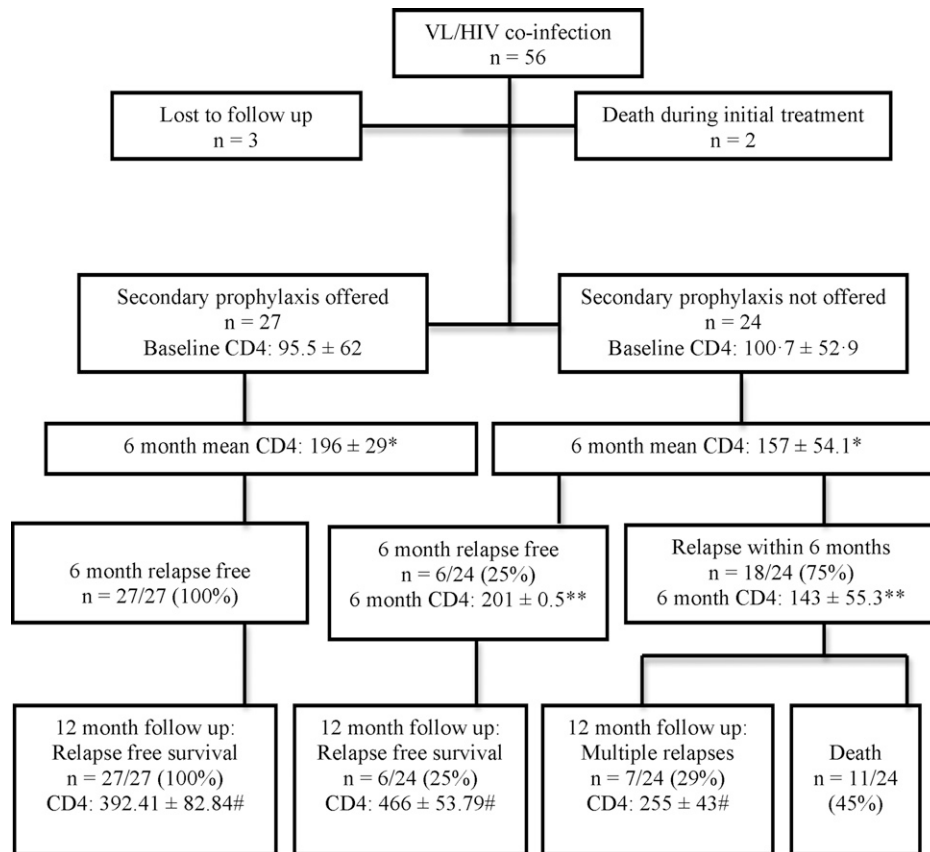 VL/HIV co-infection
n = 56
Lost to follow up
n = 3
Death during initial treatment
n = 2
Secondary prophylaxis offered
n = 27
Baseline CD4: 95.5 ± 62
Secondary prophylaxis not offered
n = 24
Baseline CD4: 100·7 ± 52·9
6 month mean CD4: 196 ± 29*
6 month mean CD4: 157 ± 54.1*
6 month relapse free
n = 27/27 (100%)
6 month relapse free
n = 6/24 (25%)
6 month CD4: 201 ± 0.5**
Relapse within 6 months
n = 18/24 (75%)
6 month CD4: 143 ± 55.3**
12 month follow up:
Relapse free survival
n = 27/27 (100%)
CD4: 392.41 ± 82.84#
12 month follow up:
Relapse free survival
n = 6/24 (25%)
CD4: 466 ± 53.79#
12 month follow up:
Multiple relapses
n = 7/24 (29%)
CD4: 255 ± 43#
Death
n = 11/24
(45%)